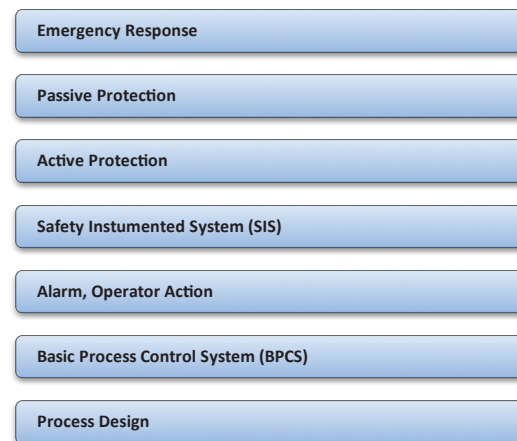 Emergency Response
Passive Protection
Active Protection
Safety Instumented System (SIS)
Alarm, Operator Action
Basic Process Control System (BPCS)
Process Design